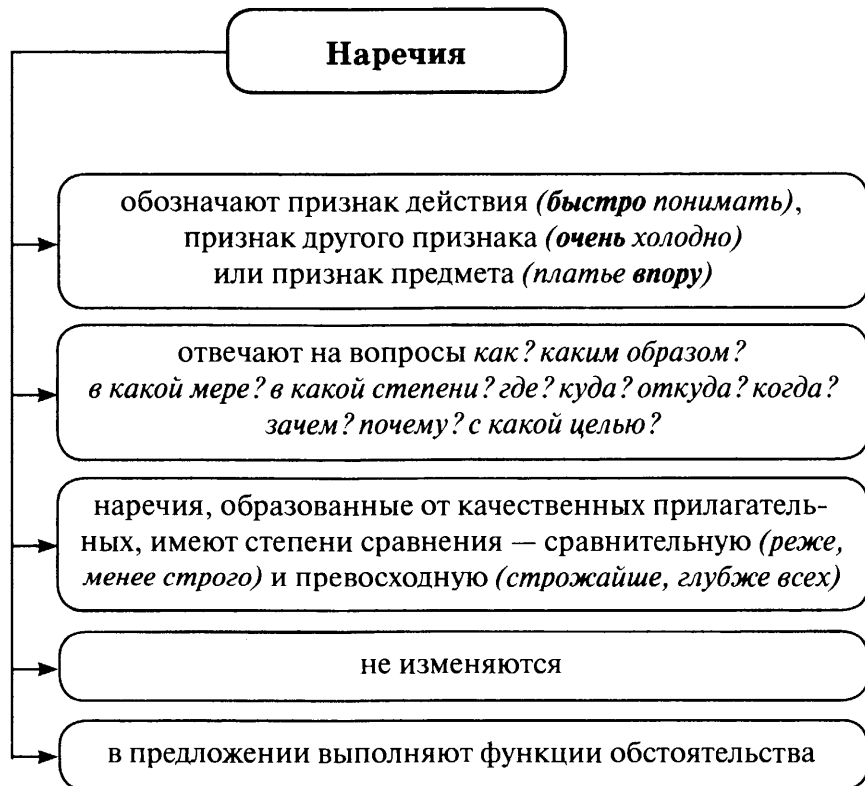 Наречия
обозначают признак действия (быстро понимать),
признак другого признака (очень холодно)
или признак предмета (платье впору)
отвечают на вопросы как? каким образом?
в какой мере? в какой степени? где? куда? откуда? когда?
зачем? почему? с какой целью?
наречия, образованные от качественных прилагатель-
ных, имеют степени сравнения — сравнительную (реже,
менее строго) и превосходную (строжайше, глубже всех)
не изменяются
в предложении выполняют функции обстоятельства